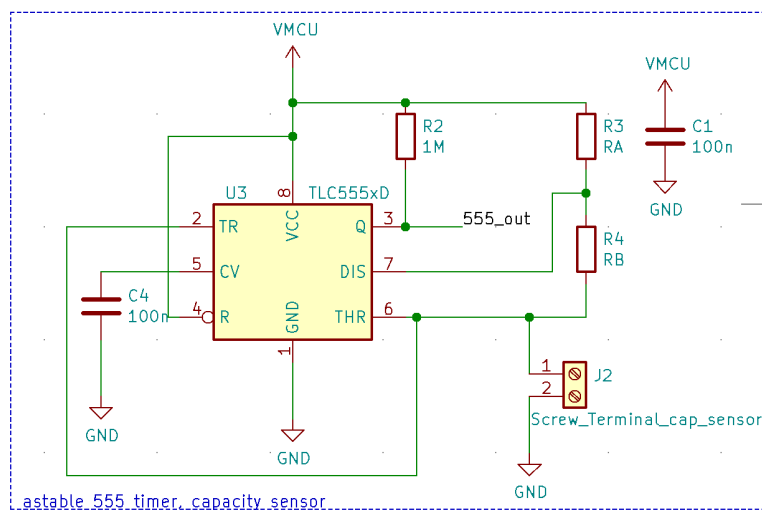 VMCU
VMCU
R2
1M
R3
RA
C1
100n
GND
U3
TLC555xD
8
VCC
2
TR
3
Q
555_out
R4
RB
5
CV
7
DIS
C4
100n
4
R
GND
6
THR
1
GND
GND
1
2
J2
Screw_Terminal_cap_sensor
GND
astable 555 timer, capacity sensor